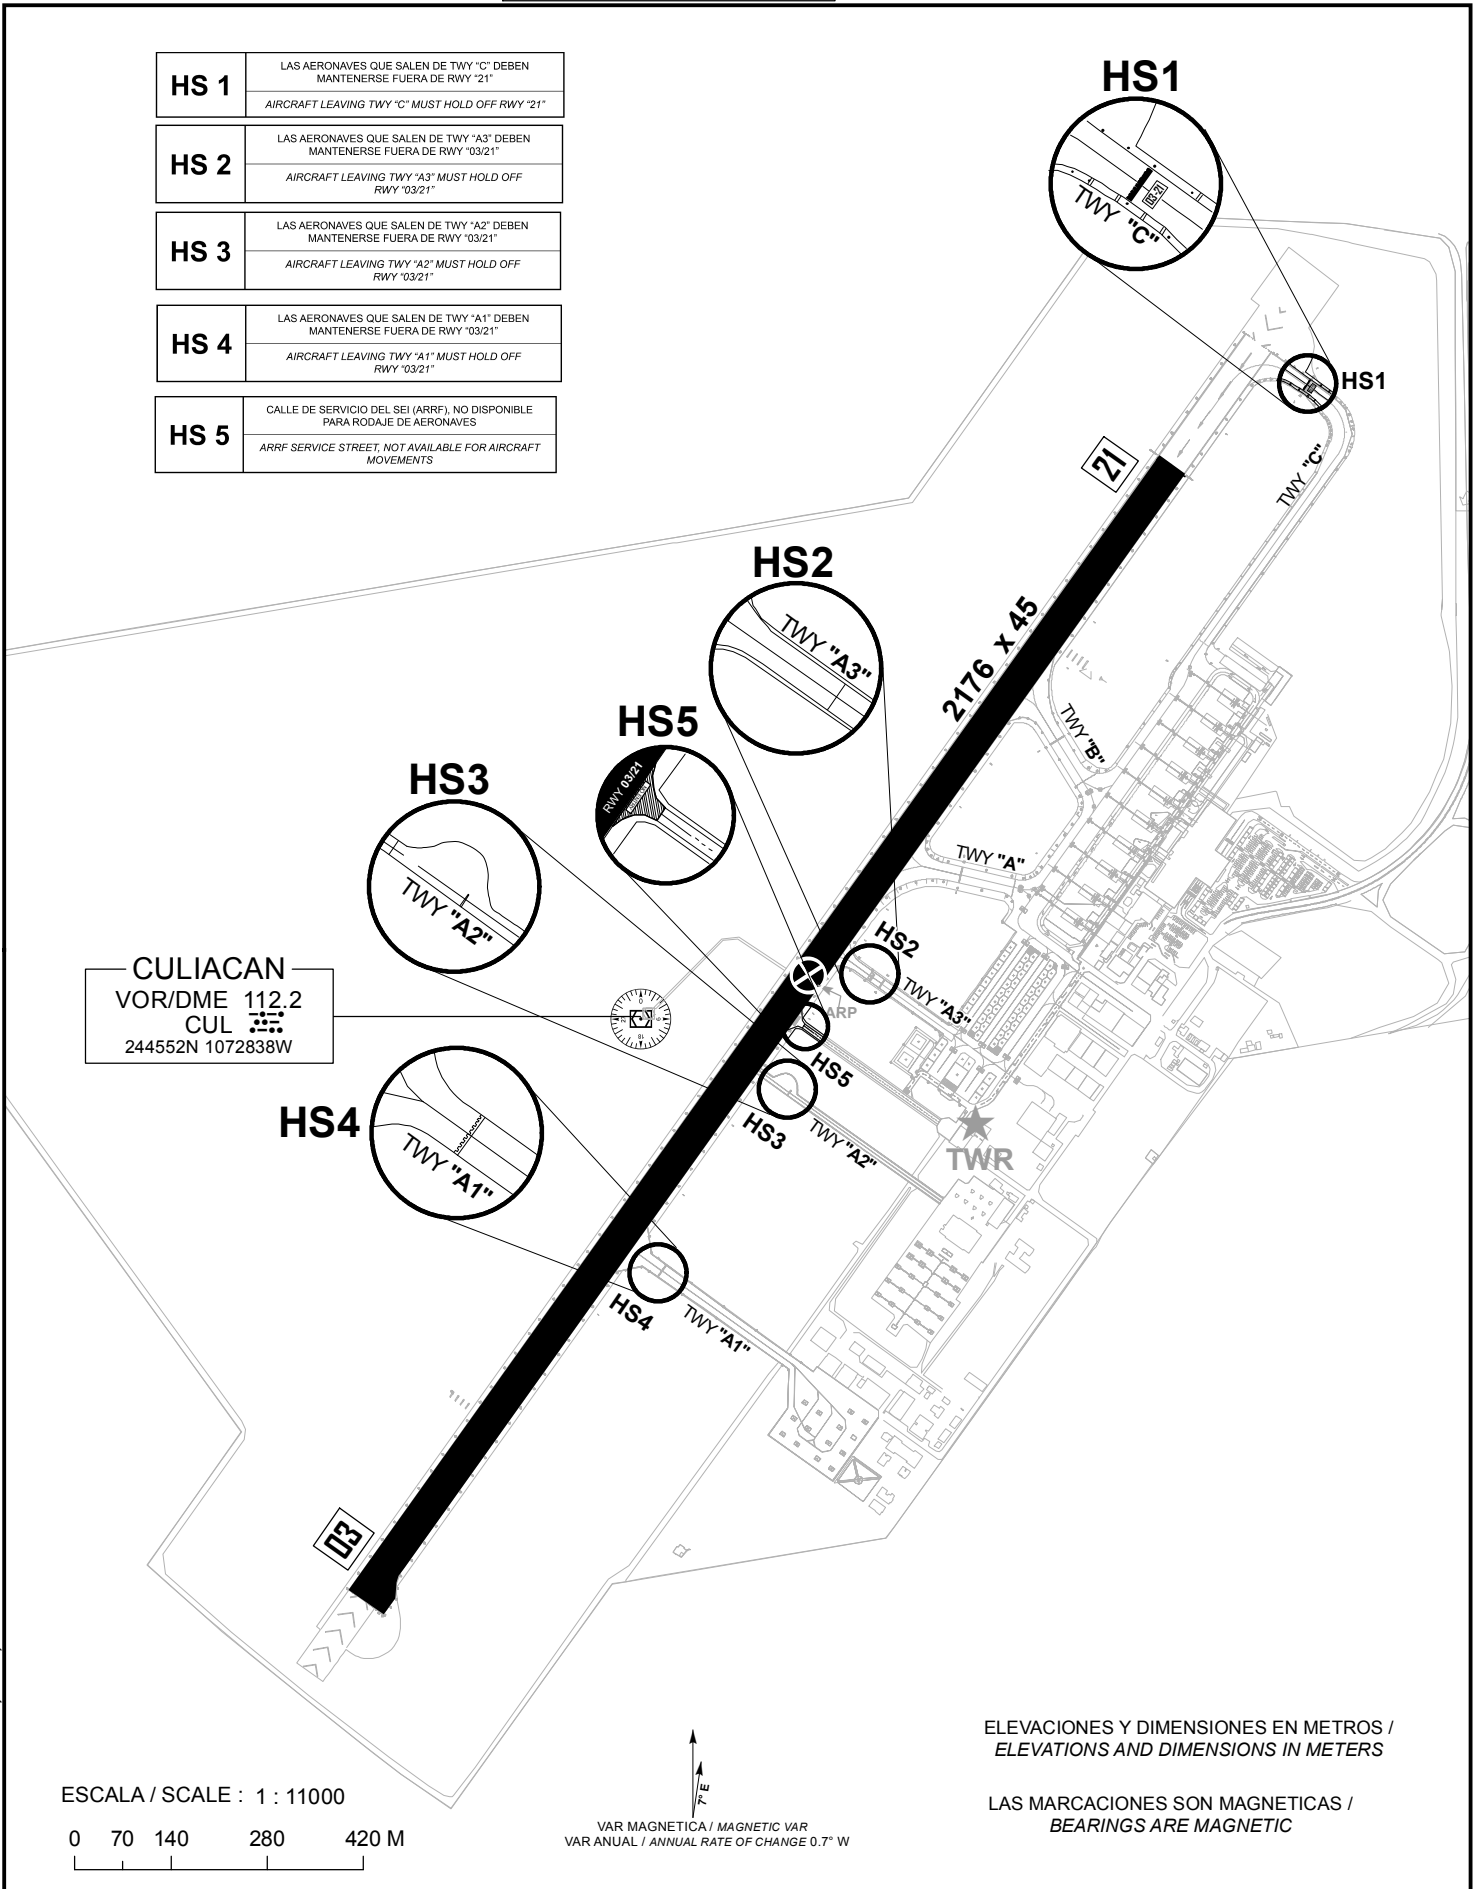 HS 1
LAS AERONAVES QUE SALEN DE TWY "C" DEBEN
MANTENERSE FUERA DE RWY "21"
AIRCRAFT LEAVING TWY "C" MUST HOLD OFF RWY "21"
HS 2
LAS AERONAVES QUE SALEN DE TWY "A3" DEBEN
MANTENERSE FUERA DE RWY "03/21"
AIRCRAFT LEAVING TWY "A3" MUST HOLD OFF
RWY "03/21"
HS 3
LAS AERONAVES QUE SALEN DE TWY "A2" DEBEN
MANTENERSE FUERA DE RWY "03/21"
AIRCRAFT LEAVING TWY "A2" MUST HOLD OFF
RWY "03/21"
HS 4
LAS AERONAVES QUE SALEN DE TWY "A1" DEBEN
MANTENERSE FUERA DE RWY "03/21"
AIRCRAFT LEAVING TWY "A1" MUST HOLD OFF
RWY "03/21"
HS 5
CALLE DE SERVICIO DEL SEI (ARRF), NO DISPONIBLE
PARA RODAJE DE AERONAVES
ARRF SERVICE STREET, NOT AVAILABLE FOR AIRCRAFT
MOVEMENTS
HS1
03-21
TWY "C"
HS1
TWY "C"
21
2176 x 45
HS2
TWY "A3"
TWY "B"
HS5
RWY 03/21
HS3
TWY "A2"
TWY "A"
HS2
TWY "A3"
ARP
HS5
HS3
TWY "A2"
TWR
CULIACAN
VOR/DME 112.2
CUL
244552N 1072838W
0
9
18
27
HS4
TWY "A1"
HS4
TWY "A1"
03
ELEVACIONES Y DIMENSIONES EN METROS /
ELEVATIONS AND DIMENSIONS IN METERS
LAS MARCACIONES SON MAGNETICAS /
BEARINGS ARE MAGNETIC
7° E
VAR MAGNETICA / MAGNETIC VAR
VAR ANUAL / ANNUAL RATE OF CHANGE 0.7° W
ESCALA / SCALE : 1 : 11000
0 70 140 280 420 M